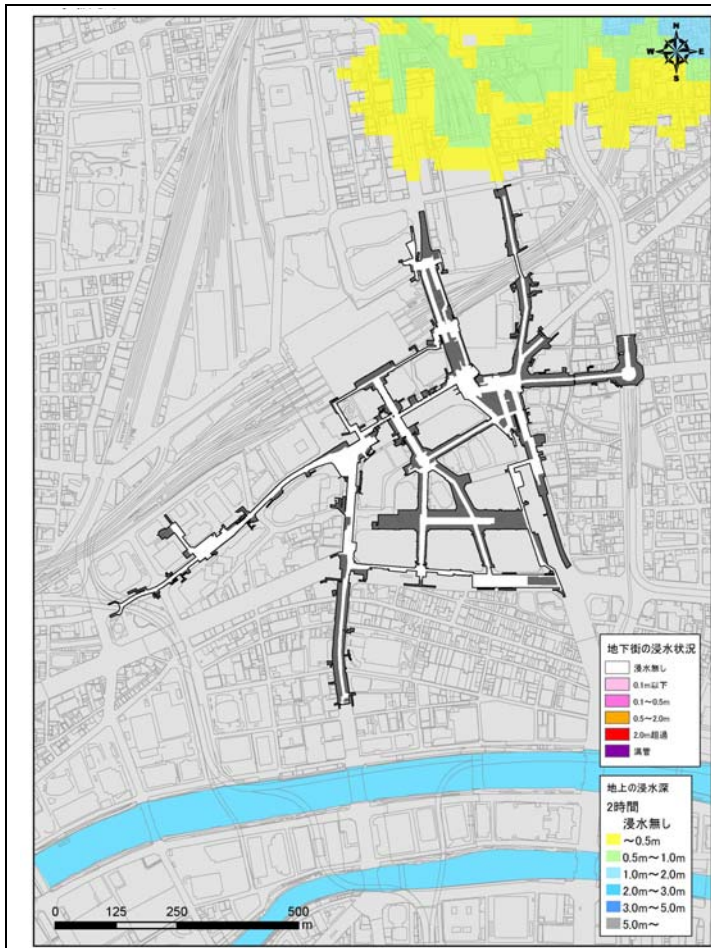 N
W E
S
地下街の浸水状況
浸水無し
0.1m以下
0.1～0.5m
0.5～2.0m
2.0m超過
満管
地上の浸水深
2時間
浸水無し
～0.5m
0.5m～1.0m
1.0m～2.0m
2.0m～3.0m
3.0m～5.0m
5.0m～
0 125 250 500
m